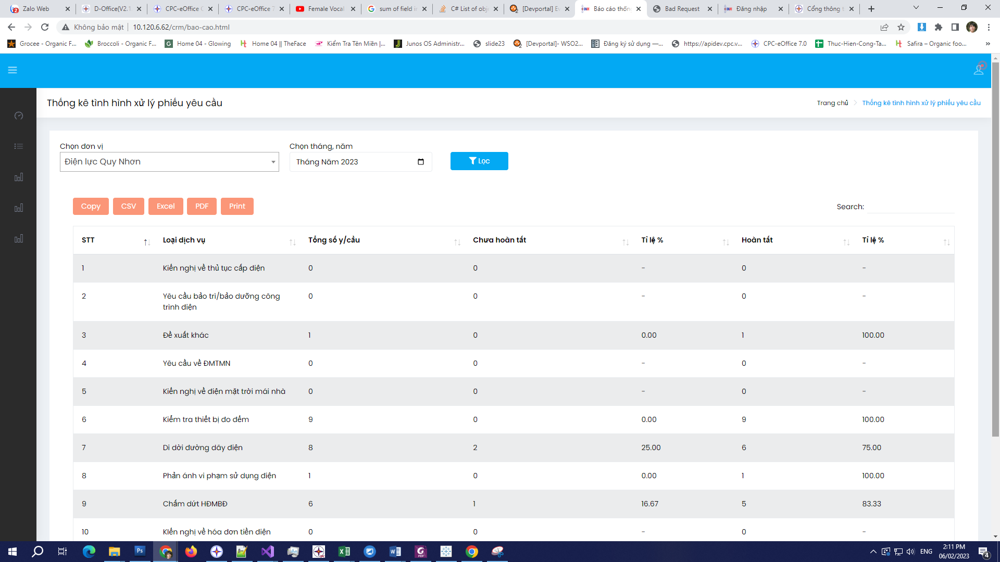 Zalo Web
D-Office(V2.1
CPC-eOffice C
CPC-eOffice 7
Female Vocal
sum of field in
C# List of obj
[Devportal] E
Báo cáo thốn
Bad Request
Đăng nhập
Cổng thông t
Không bảo mật
10.120.6.62/crm/bao-cao.html
Grocee - Organic F...
Broccoli - Organic F...
Home 04 - Glowing
Home 04 || TheFace
Kiểm Tra Tên Miền |...
Junos OS Administr...
slide23
[Devportal]- WSO2...
Đăng ký sử dụng —...
https://apidev.cpc.v...
CPC-eOffice 7.0
Thuc-Hien-Cong-Ta...
Safira – Organic foo...
»
Thống kê tình hình xử lý phiếu yêu cầu
Trang chủ
Thống kê tình hình xử lý phiếu yêu cầu
Chọn đơn vị
Chọn tháng, năm
Điện lực Quy Nhơn
Tháng Năm 2023
Lọc
Copy CSV Excel PDF Print
Search:
STT Loại dịch vụ Tổng số y/cầu Chưa hoàn tất Tỉ lệ % Hoàn tất Tỉ lệ %
1 Kiến nghị về thủ tục cấp điện 0 0 - 0 -
2 Yêu cầu bảo trì/bảo dưỡng công 0 0 - 0 -
trình điện
3 Đề xuất khác 1 0 0.00 1 100.00
4 Yêu cầu về ĐMTMN 0 0 - 0 -
5 Kiến nghị về điện mặt trời mái nhà 0 0 - 0 -
6 Kiểm tra thiết bị đo đếm 9 0 0.00 9 100.00
7 Di dời đường dây điện 8 2 25.00 6 75.00
8 Phản ánh vi phạm sử dụng điện 1 0 0.00 1 100.00
9 Chấm dứt HĐMBĐ 6 1 16.67 5 83.33
10 KIến nghị về hóa đơn tiền điện 0 0 - 0 -
ENG
2:11 PM
06/02/2023
4